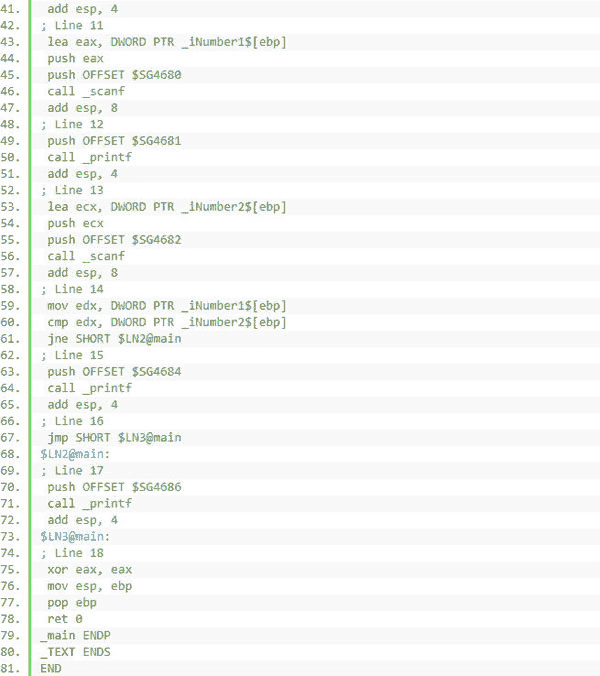 41. add esp, 4
42. ; Line 11
43. lea eax, DWORD PTR _iNumber1$[ebp]
44. push eax
45. push OFFSET $SG4680
46. call _scanf
47. add esp, 8
48. ; Line 12
49. push OFFSET $SG4681
50. call _printf
51. add esp, 4
52. ; Line 13
53. lea ecx, DWORD PTR _iNumber2$[ebp]
54. push ecx
55. push OFFSET $SG4682
56. call _scanf
57. add esp, 8
58. ; Line 14
59. mov edx, DWORD PTR _iNumber1$[ebp]
60. cmp edx, DWORD PTR _iNumber2$[ebp]
61. jne SHORT $LN2@main
62. ; Line 15
63. push OFFSET $SG4684
64. call _printf
65. add esp, 4
66. ; Line 16
67. jmp SHORT $LN3@main
68. $LN2@main:
69. ; Line 17
70. push OFFSET $SG4686
71. call _printf
72. add esp, 4
73. $LN3@main:
74. ; Line 18
75. xor eax, eax
76. mov esp, ebp
77. pop ebp
78. ret 0
79. _main ENDP
80. _TEXT ENDS
81. END